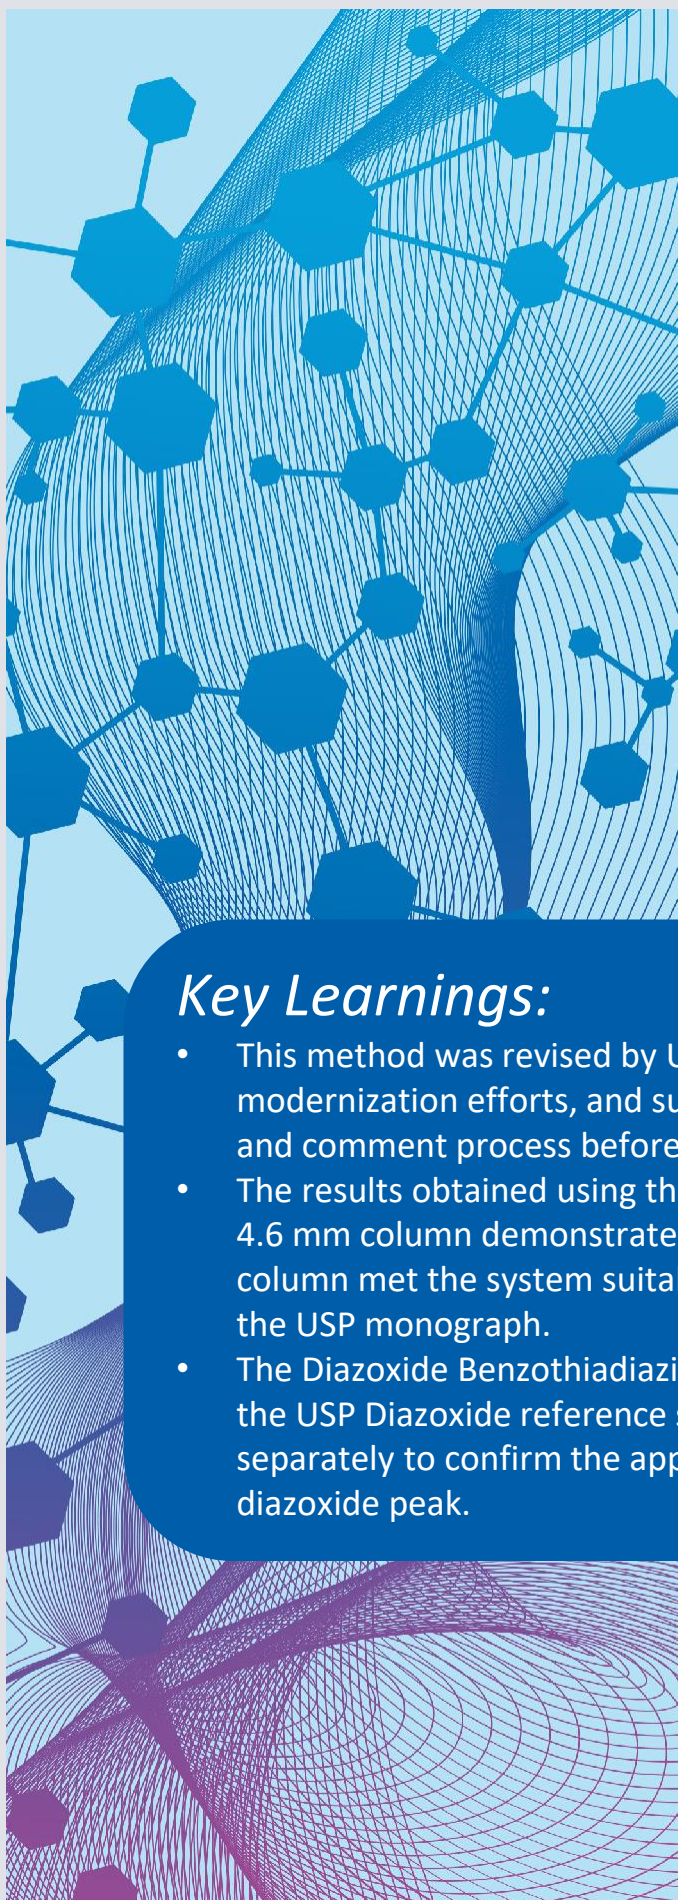 Key Learnings:
• This method was revised by U
modernization efforts, and su
and comment process before
• The results obtained using th
4.6 mm column demonstrate
column met the system suita
the USP monograph.
• The Diazoxide Benzothiadiazi
the USP Diazoxide reference s
separately to confirm the app
diazoxide peak.